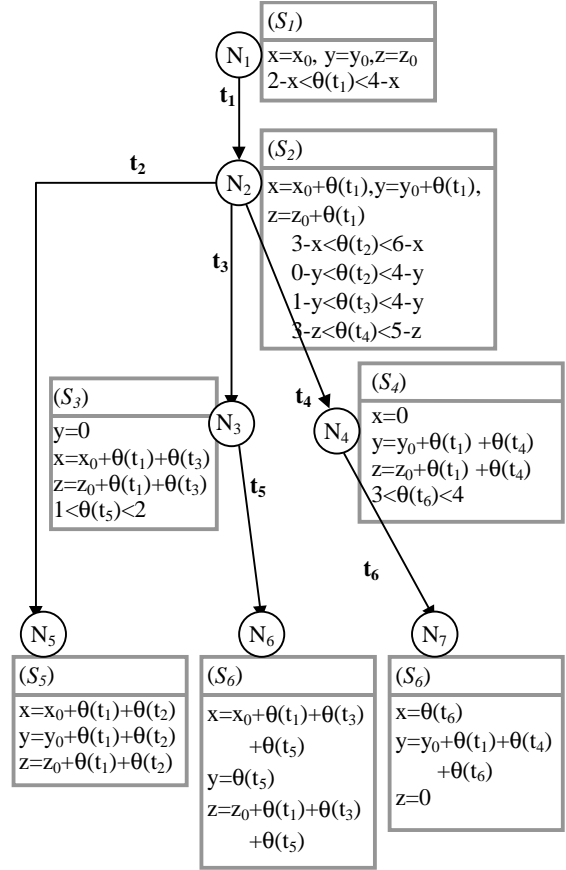 (S₁)
N₁
x=x₀, y=y₀,z=z₀
2-x<θ(t₁)<4-x
t₁
(S₂)
t₂
N₂
x=x₀+θ(t₁),y=y₀+θ(t₁),
z=z₀+θ(t₁)
3-x<θ(t₂)<6-x
0-y<θ(t₂)<4-y
1-y<θ(t₃)<4-y
3-z<θ(t₄)<5-z
t₃
t₄
(S₃)
y=0
x=x₀+θ(t₁)+θ(t₃)
z=z₀+θ(t₁)+θ(t₃)
1<θ(t₅)<2
N₃
N₄
(S₄)
x=0
y=y₀+θ(t₁) +θ(t₄)
z=z₀+θ(t₁) +θ(t₄)
3<θ(t₆)<4
t₅
t₆
N₅
N₆
N₇
(S₅)
x=x₀+θ(t₁)+θ(t₂)
y=y₀+θ(t₁)+θ(t₂)
z=z₀+θ(t₁)+θ(t₂)
(S₆)
x=x₀+θ(t₁)+θ(t₃)
+θ(t₅)
y=θ(t₅)
z=z₀+θ(t₁)+θ(t₃)
+θ(t₅)
(S₆)
x=θ(t₆)
y=y₀+θ(t₁)+θ(t₄)
+θ(t₆)
z=0